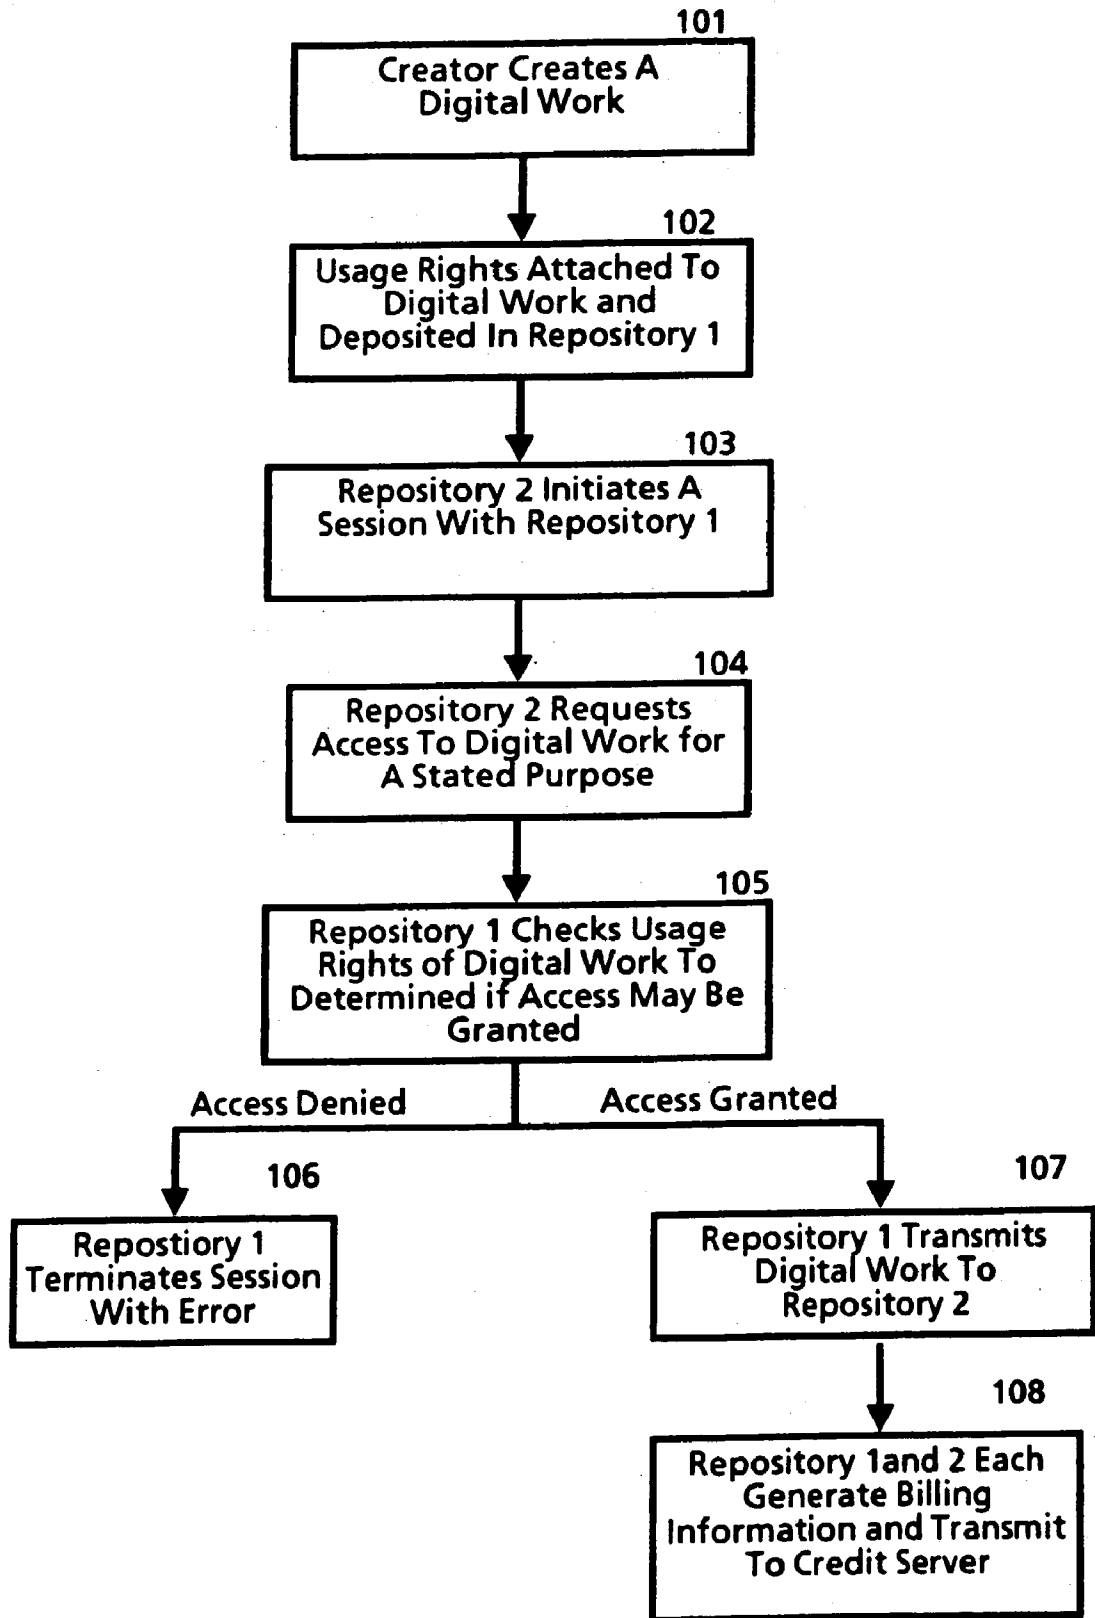 101
Creator Creates A
Digital Work
102
Usage Rights Attached To
Digital Work and
Deposited In Repository 1
103
Repository 2 Initiates A
Session With Repository 1
104
Repository 2 Requests
Access To Digital Work for
A Stated Purpose
105
Repository 1 Checks Usage
Rights of Digital Work To
Determined if Access May Be
Granted
Access Denied
Access Granted
106
Repostiory 1
Terminates Session
With Error
107
Repository 1 Transmits
Digital Work To
Repository 2
108
Repository 1and 2 Each
Generate Billing
Information and Transmit
To Credit Server